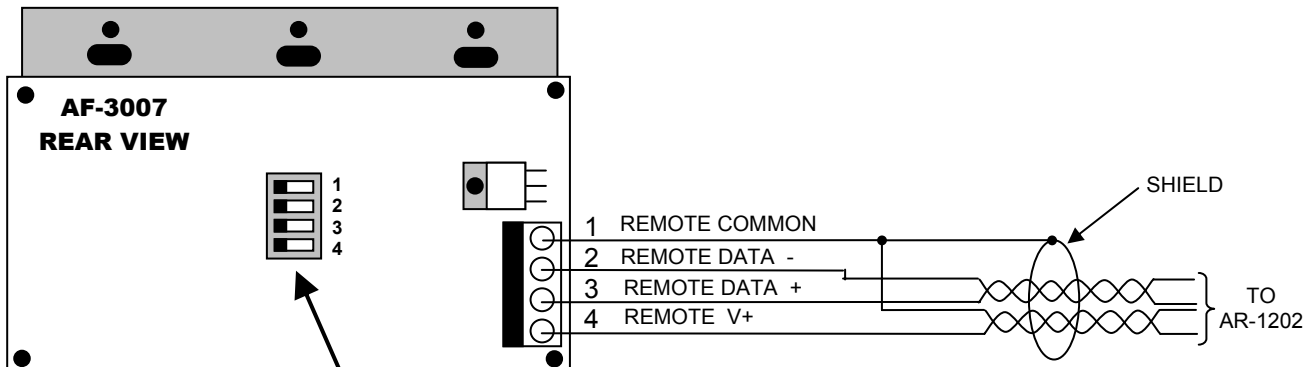 AF-3007
REAR VIEW
1
2
3
4
1 REMOTE COMMON
2 REMOTE DATA -
3 REMOTE DATA +
4 REMOTE V+
SHIELD
TO
AR-1202